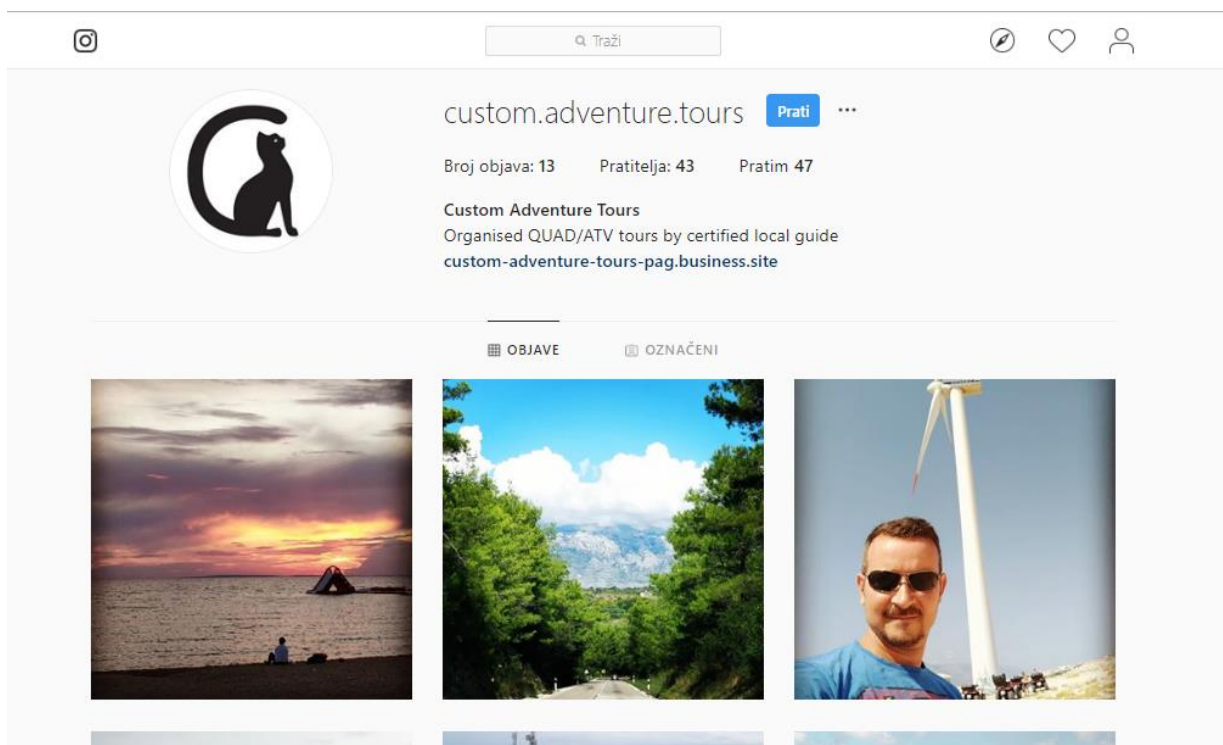 Traži
custom.adventure.tours Prati ...
Broj objava: 13 Pratitelja: 43 Pratim 47
Custom Adventure Tours
Organised QUAD/ATV tours by certified local guide
custom-adventure-tours-pag.business.site
OBJAVE OZNAČENI